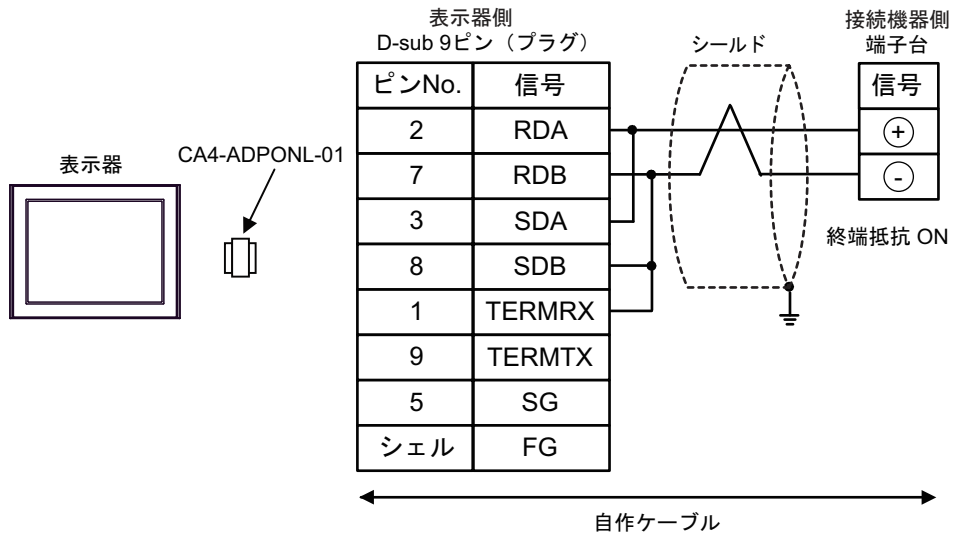 表示器側
D-sub 9ピン（プラグ）
シールド
接続機器側
端子台
ピンNo. 信号
信号
2 RDA
+
7 RDB
-
3 SDA
8 SDB
1 TERMRX
9 TERMTX
5 SG
シェル FG
表示器
CA4-ADPONL-01
終端抵抗 ON
自作ケーブル